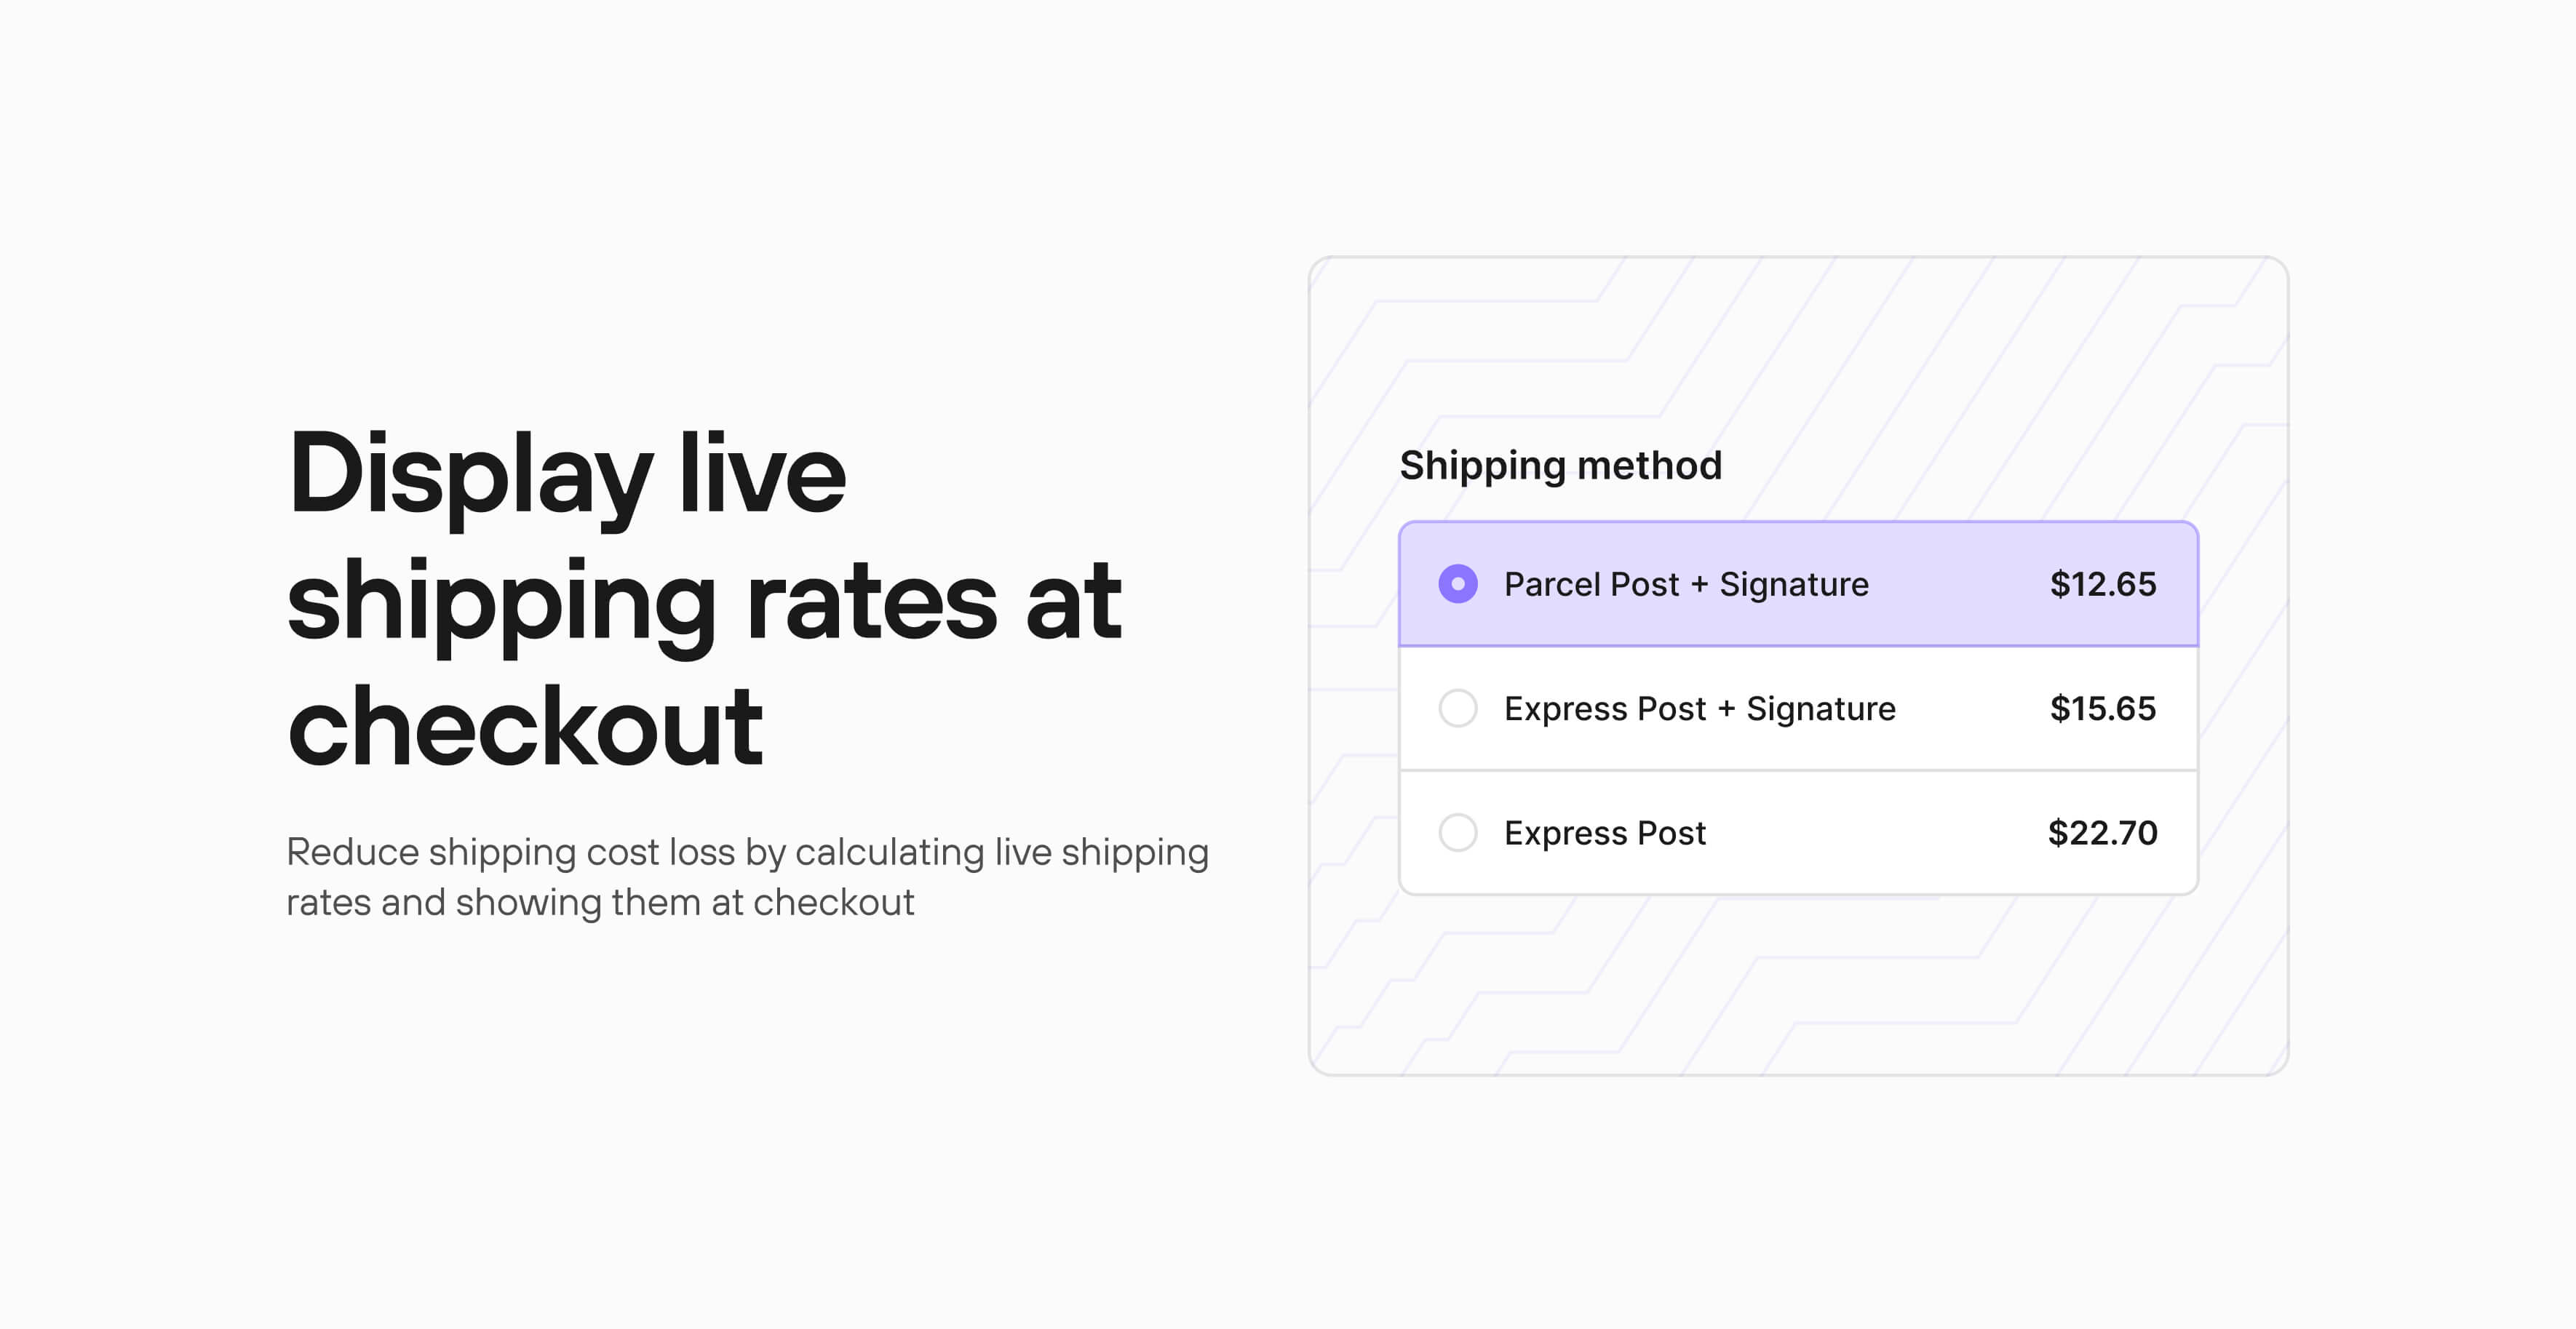 Display live
shipping rates at
checkout
Reduce shipping cost loss by calculating live shipping
rates and showing them at checkout
Shipping method
Parcel Post + Signature $12.65
Express Post + Signature $15.65
Express Post $22.70